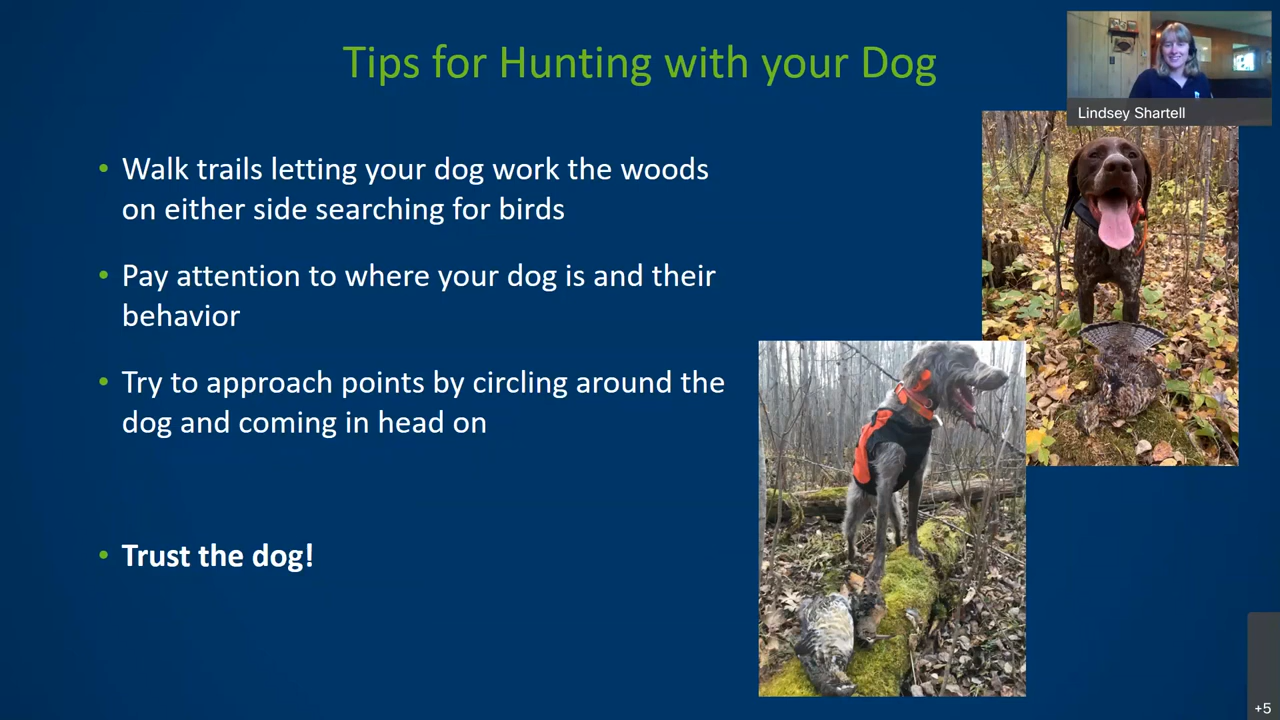 Tips for Hunting with your Dog
Lindsey Shartell
• Walk trails letting your dog work the woods
on either side searching for birds
• Pay attention to where your dog is and their
behavior
• Try to approach points by circling around the
dog and coming in head on
• Trust the dog!
+5